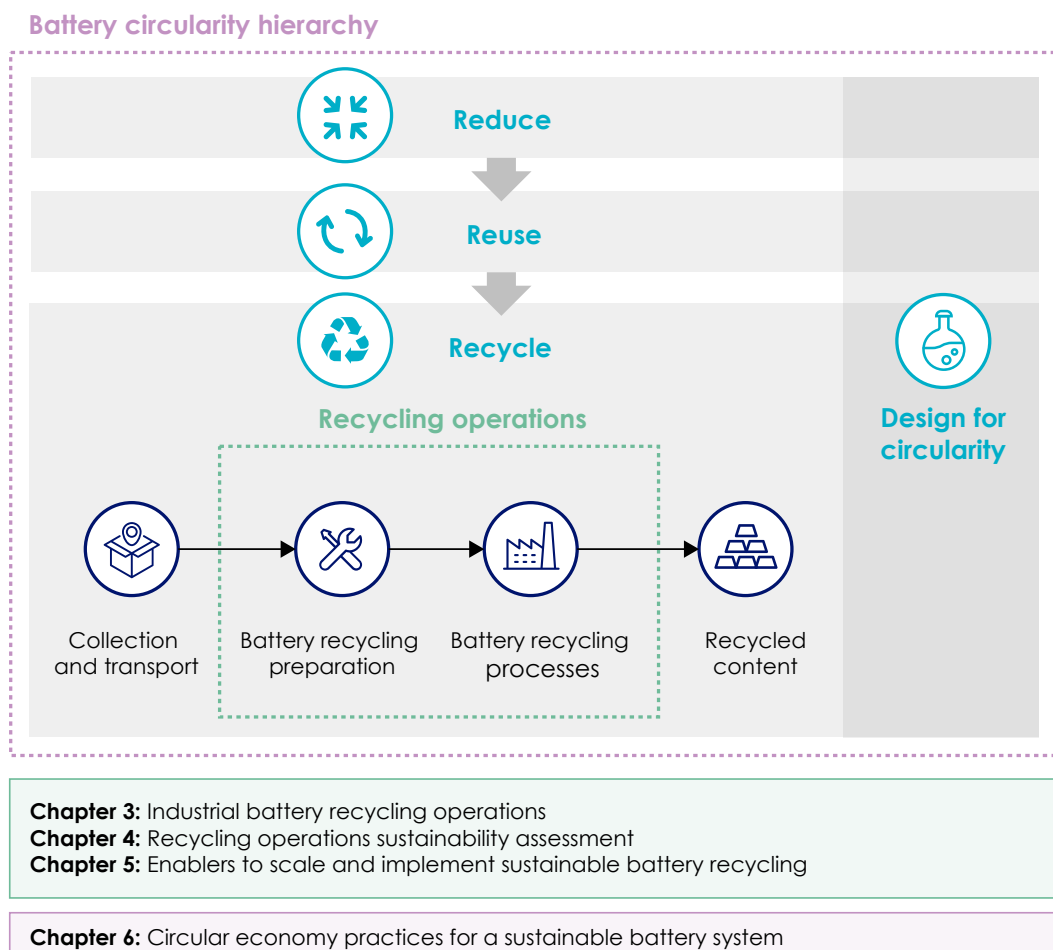 Battery circularity hierarchy
Reduce
Reuse
Recycle
Design for
circularity
Recycling operations
Collection
and transport
Battery recycling
preparation
Battery recycling
processes
Recycled
content
Chapter 3: Industrial battery recycling operations
Chapter 4: Recycling operations sustainability assessment
Chapter 5: Enablers to scale and implement sustainable battery recycling
Chapter 6: Circular economy practices for a sustainable battery system